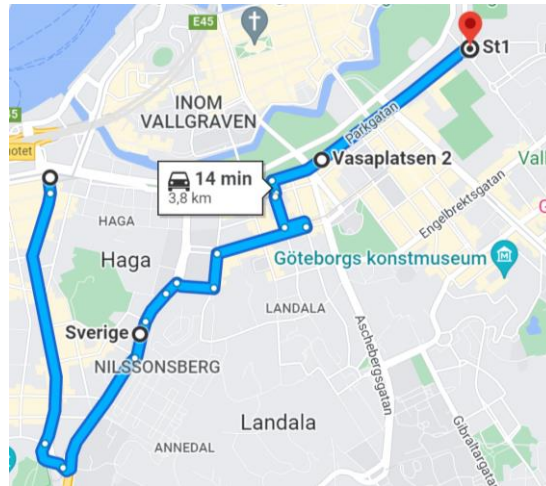 E45
St1
INOM
VALLGRAVEN
Parkgatan
Vasaplatsen 2
14 min
3,8 km
HAGA
Haga
Engelbrektsgatan
Göteborgs konstmuseum
LANDALA
Sverige
Aschebergsgatan
NILSSONSBERG
Landala
Gibraltargatan
ANNEDAL